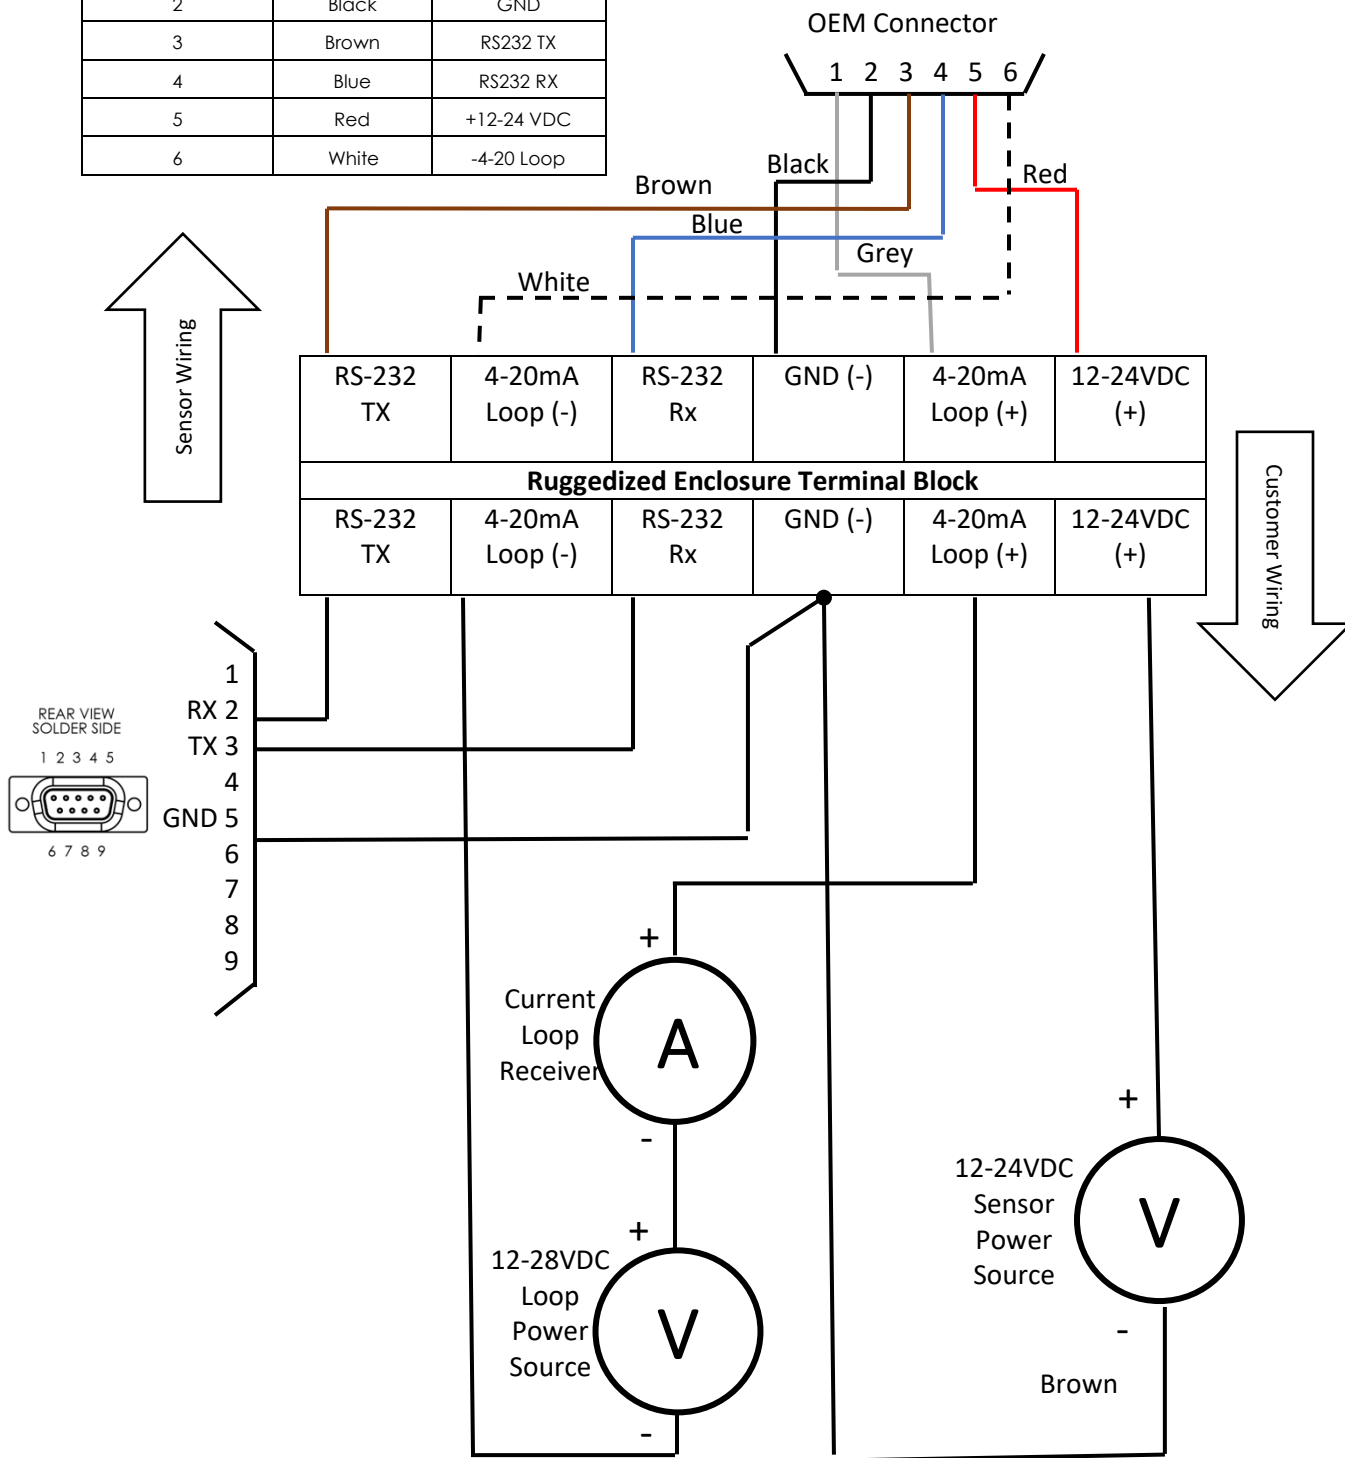 2 Black GND
3 Brown RS232 TX
4 Blue RS232 RX
5 Red +12-24 VDC
6 White -4-20 Loop
OEM Connector
1 2 3 4 5 6
Black
Red
Brown
Blue
Grey
White
Sensor Wiring
RS-232 4-20mA RS-232 GND (-) 4-20mA 12-24VDC
TX Loop (-) Rx Loop (+) (+)
Ruggedized Enclosure Terminal Block
RS-232 4-20mA RS-232 GND (-) 4-20mA 12-24VDC
TX Loop (-) Rx Loop (+) (+)
Customer Wiring
1
RX 2
TX 3
4
GND 5
6
7
8
9
REAR VIEW
SOLDER SIDE
1 2 3 4 5
6 7 8 9
+
Current
Loop
Receiver
A
-
+
12-28VDC
Loop
Power
Source
V
-
+
12-24VDC
Sensor
Power
Source
V
-
Brown